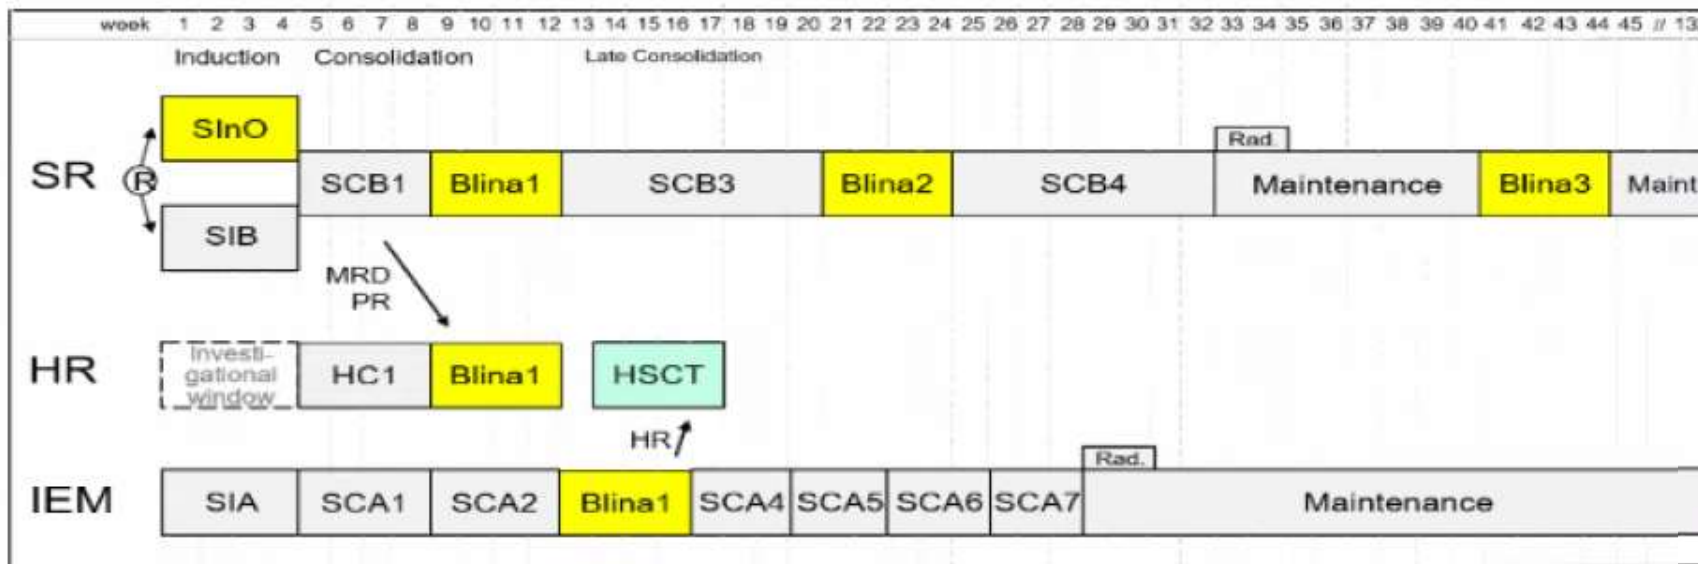 week 1 2 3 4 5 6 7 8 9 10 11 12 13 14 15 16 17 18 19 20 21 22 23 24 25 26 27 28 29 30 31 32 33 34 35 36 37 38 39 40 41 42 43 44 45 // 13
Induction Consolidation Late Consolidation
SInO
Rad.
SR R SCB1 Blina1 SCB3 Blina2 SCB4 Maintenance Blina3 Maint
SIB
MRD
PR
Investi-
gational
window
HR HC1 Blina1 HSCT
HR
Rad.
IEM SIA SCA1 SCA2 Blina1 SCA4 SCA5 SCA6 SCA7 Maintenance